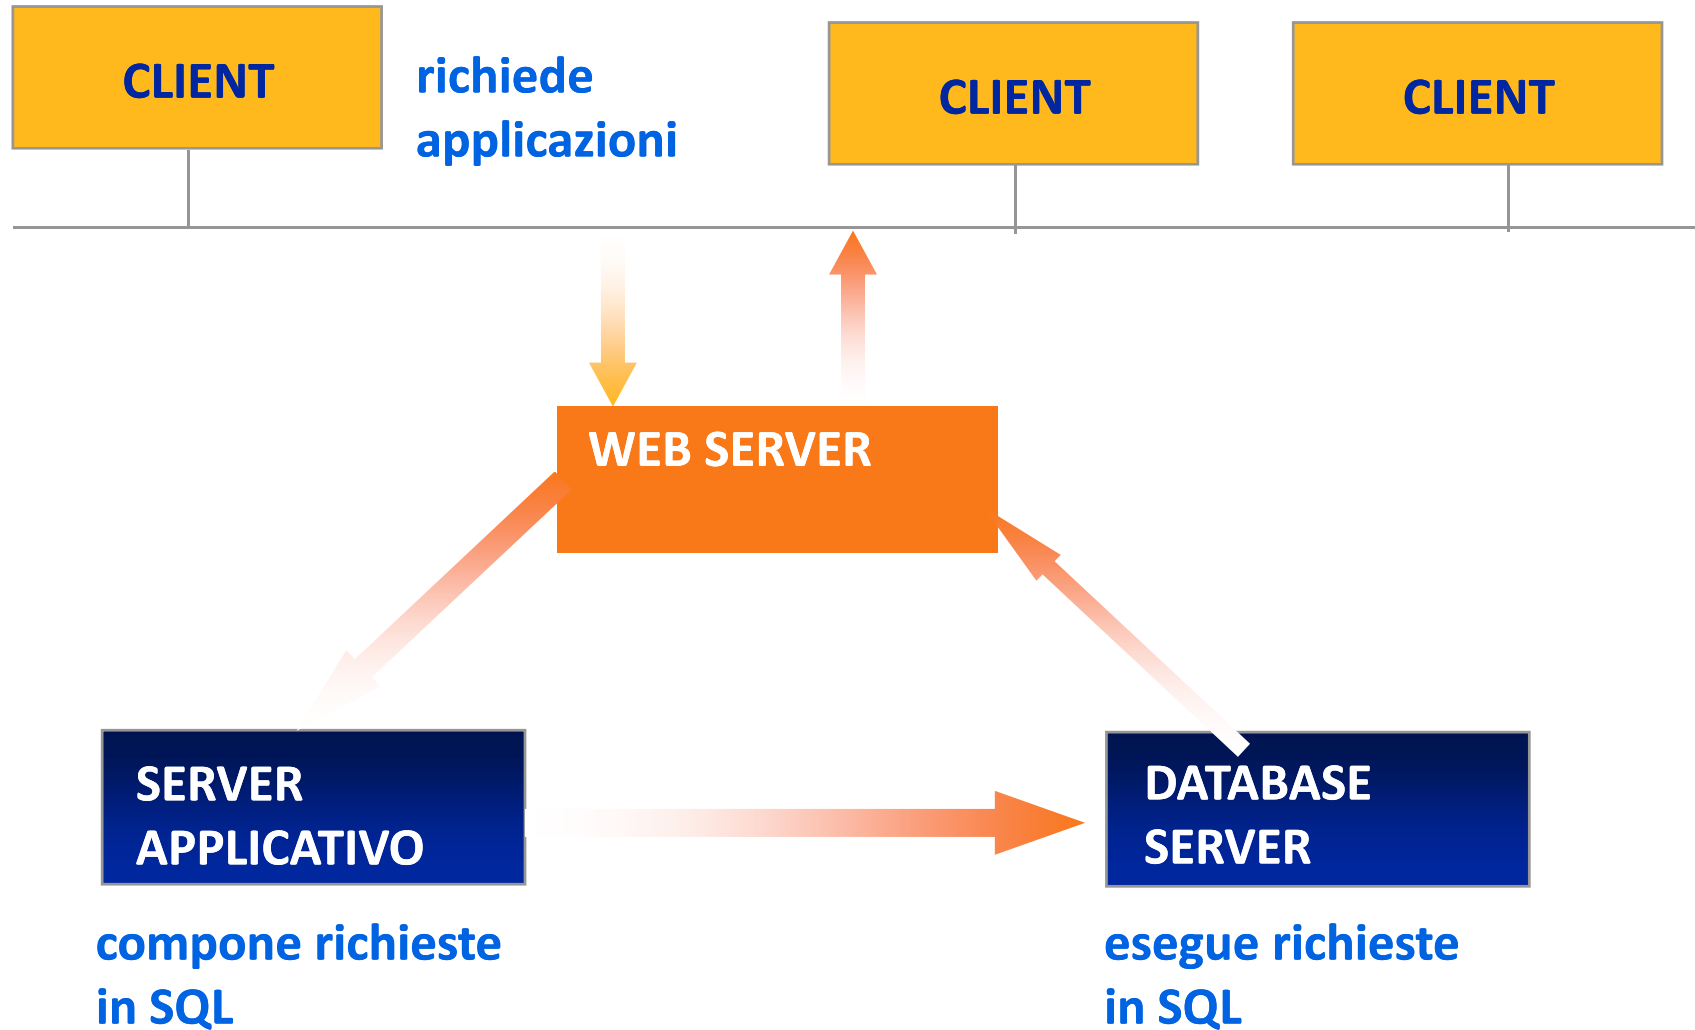 CLIENT
richiede
applicazioni
CLIENT
CLIENT
WEB SERVER
SERVER
APPLICATIVO
DATABASE
SERVER
compone richieste
in SQL
esegue richieste
in SQL